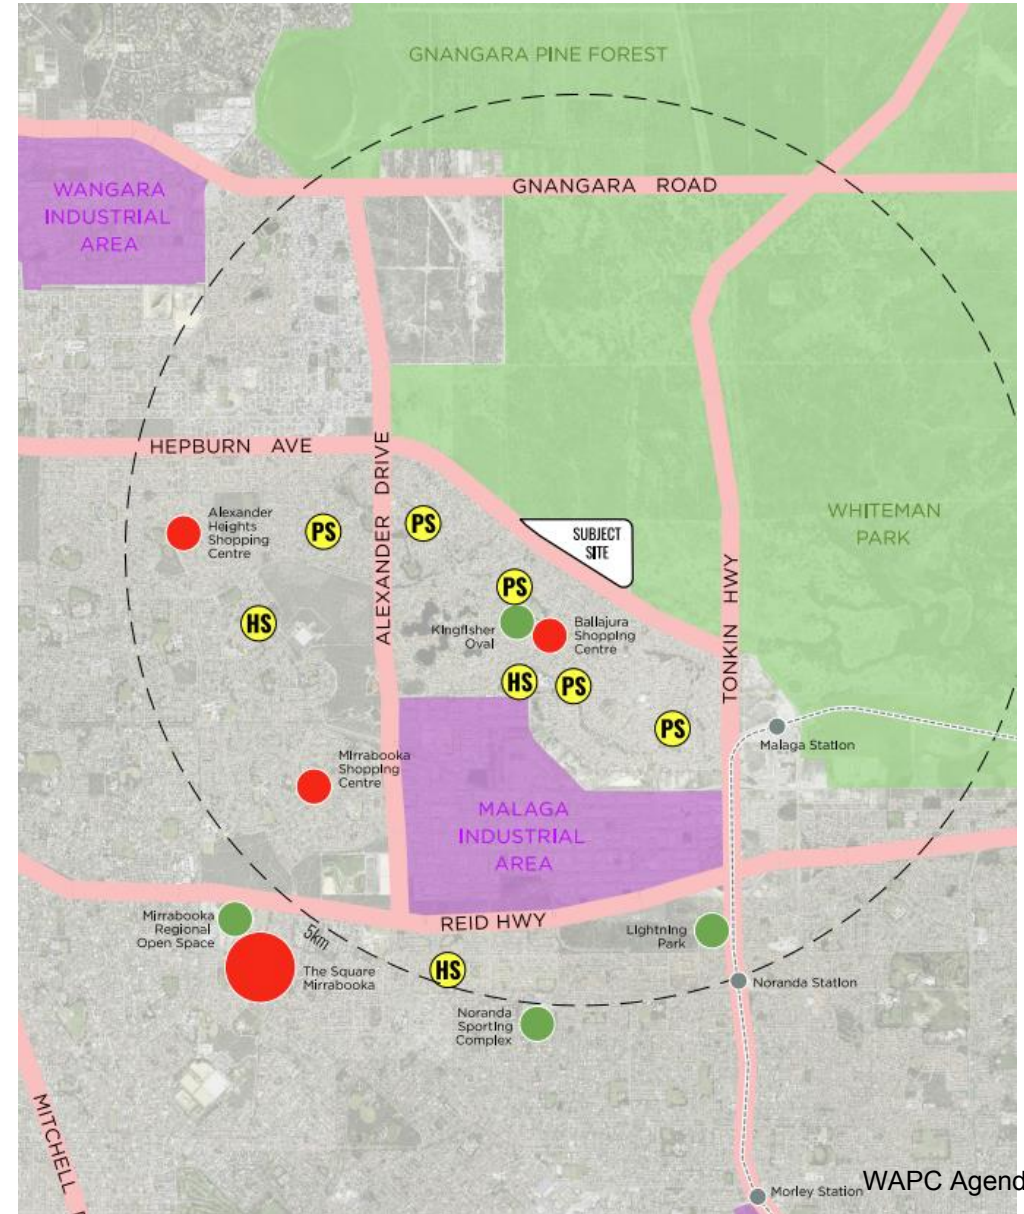 GNANGARA PINE FOREST
GNANGARA ROAD
WANGARA
INDUSTRIAL
AREA
HEPBURN AVE
ALEXANDER DRIVE
Alexander
Heights
Shopping
Centre
PS
PS
SUBJECT
SITE
WHITEMAN
PARK
TONKIN HWY
PS
HS
Kingfisher
Oval
Ballajura
Shopping
Centre
HS
PS
PS
Malaga Station
Mirrabooka
Shopping
Centre
MALAGA
INDUSTRIAL
AREA
REID HWY
Mirrabooka
Regional
Open Space
5km
Lightning
Park
The Square
Mirrabooka
HS
Noranda Station
Noranda
Sporting
Complex
MITCHELL
Morley Station
WAPC Agend